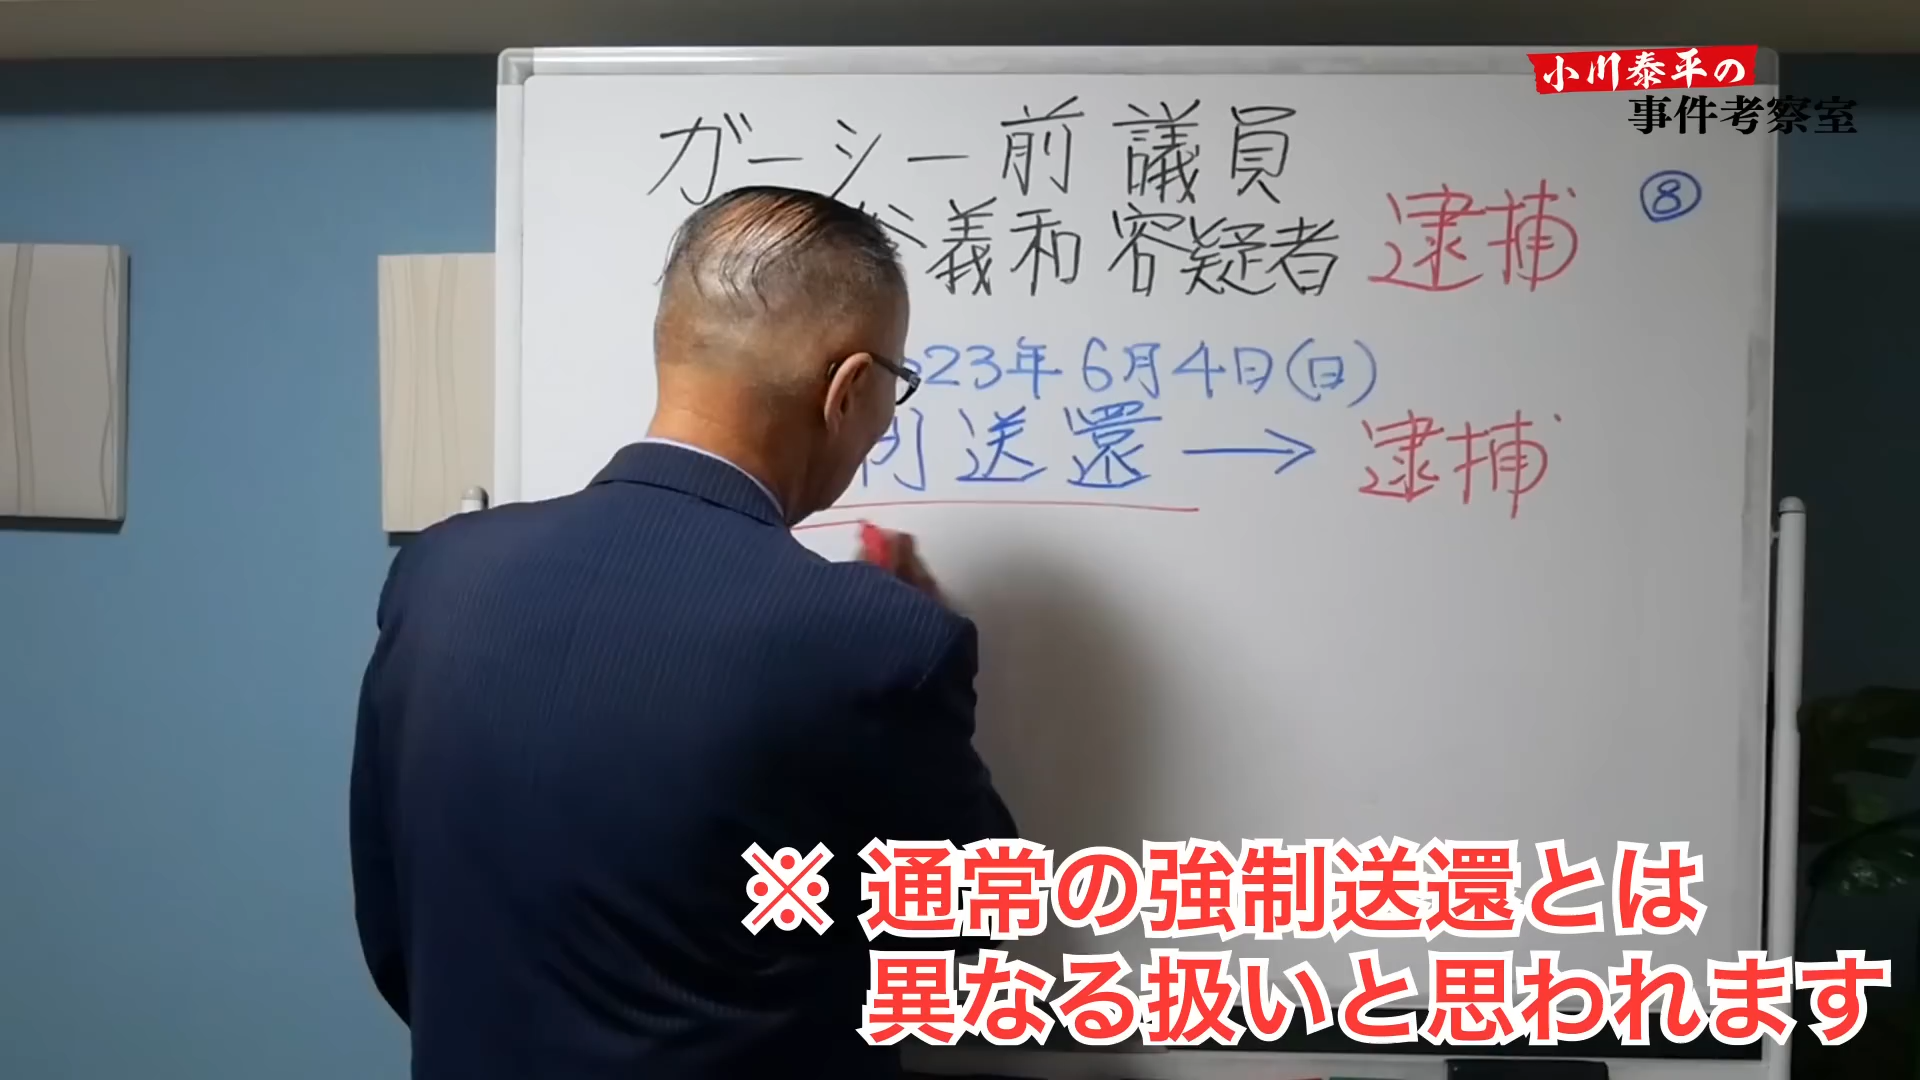 小川泰平の
事件考察室
⑧
ガーシー前議員
義和容疑者 逮捕
23年6月4日(日)
制送還→逮捕
※通常の強制送還とは
異なる扱いと思われます